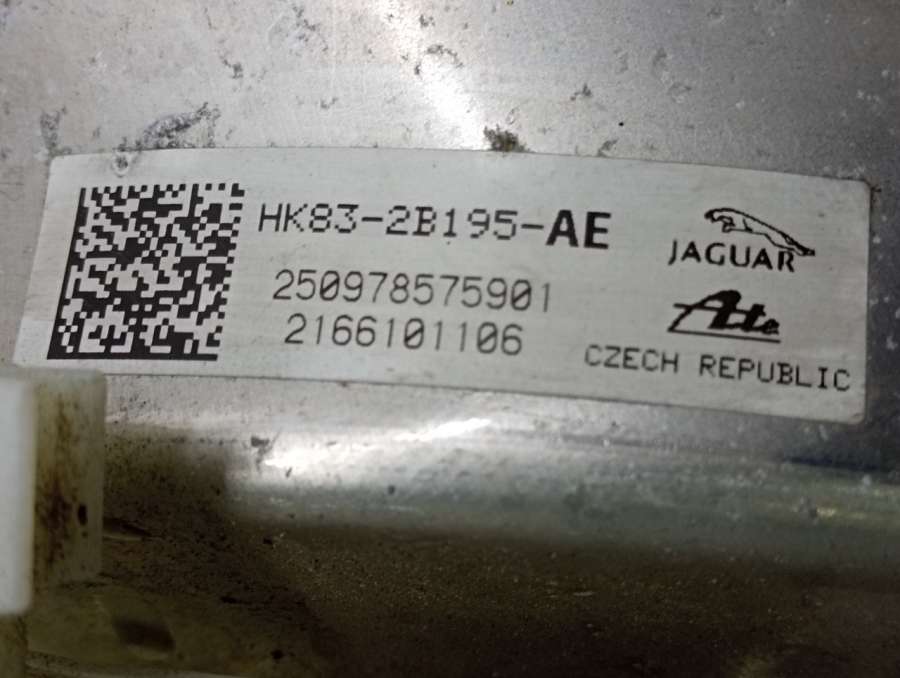 HK83-2B195-AE
250978575901
2166101106
JAGUAR
Ate
CZECH REPUBLIC